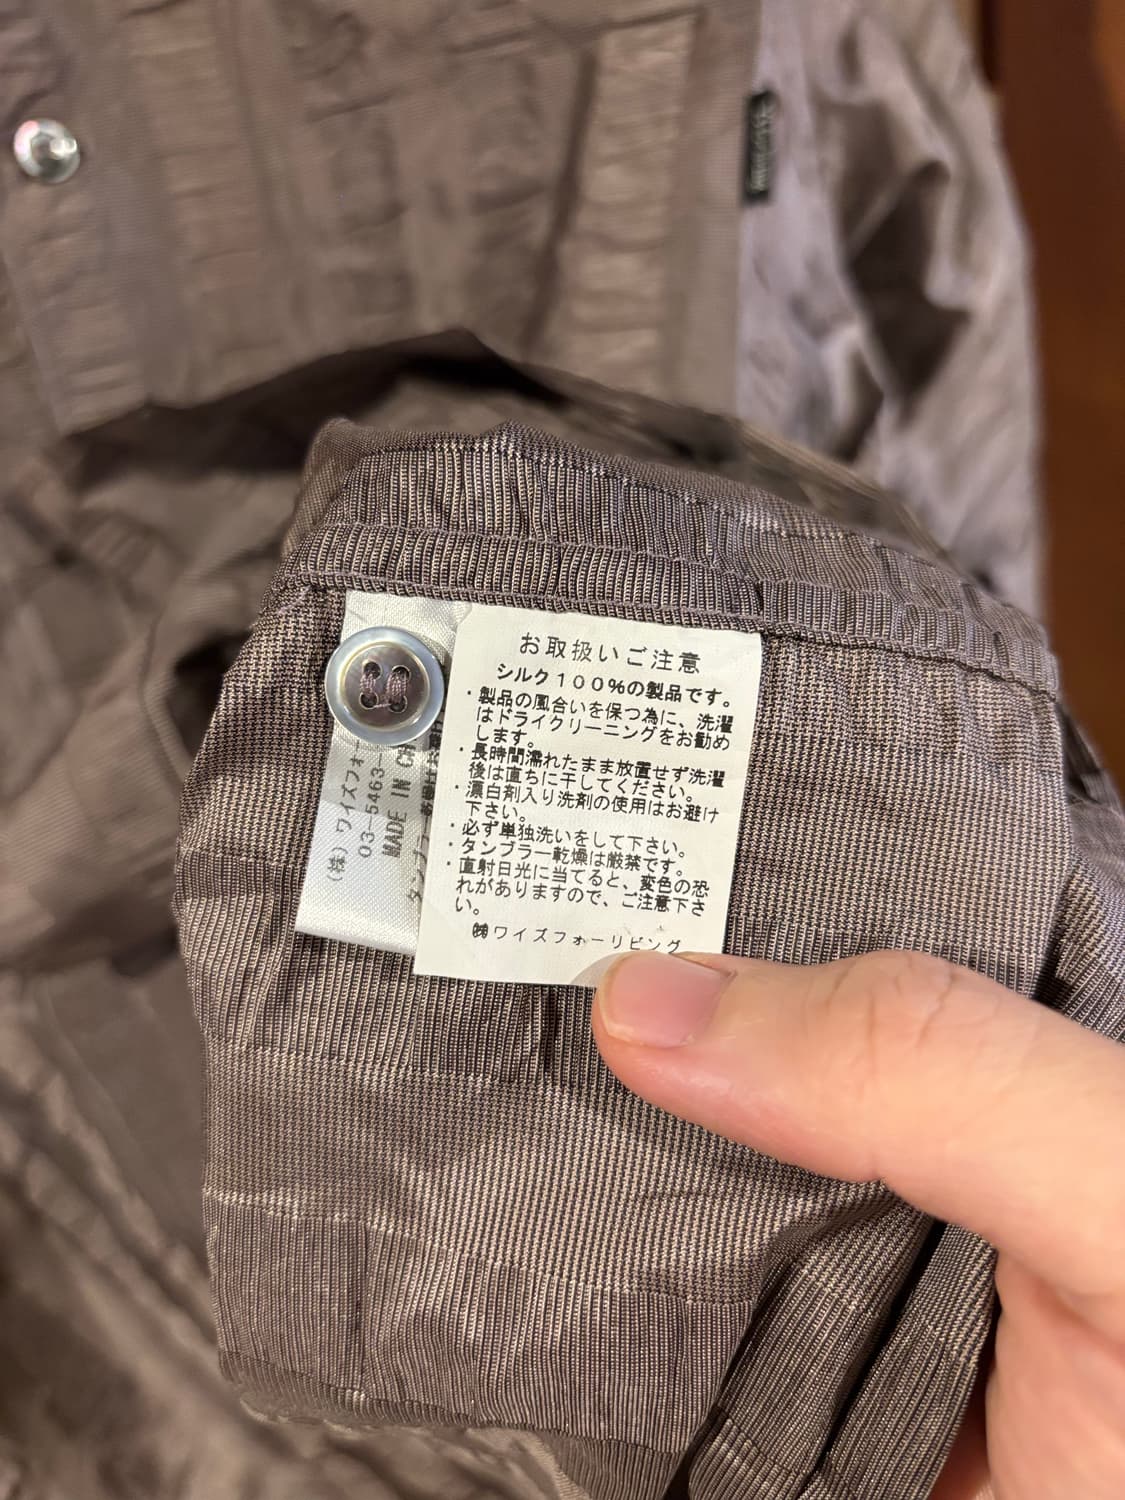 お取扱いご注意
シルク100%の製品です。
・製品の風合いを保つ為に、洗濯
はドライクリーニングをお勧め
します。
・長時間濡れたまま放置せず洗濯
後は直ちに干してください。
・漂白剤入り洗剤の使用はお避け
下さい。
・必ず単独洗いをして下さい。
・タンブラー乾燥は厳禁です。
・直射日光に当てると、変色の恐
れがありますので、ご注意下さ
い。
㈱ワイズフォーリビング
(株) ワイズフォー
03-5463-
MADE IN CH
タンブラー